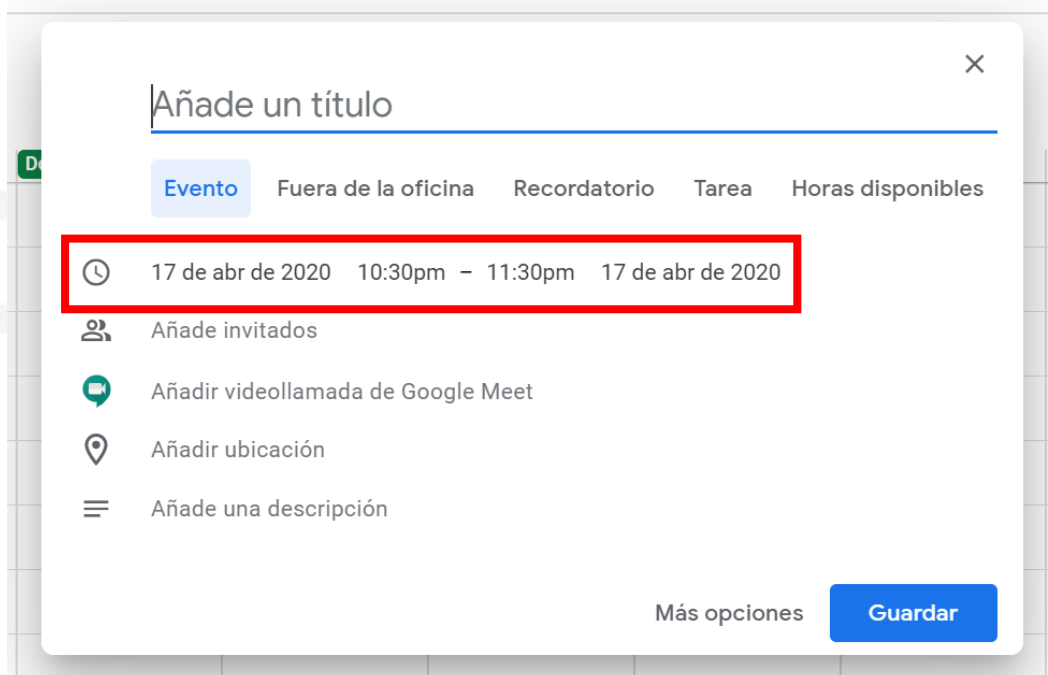 Añade un título
Evento Fuera de la oficina Recordatorio Tarea Horas disponibles
17 de abr de 2020 10:30pm – 11:30pm 17 de abr de 2020
Añade invitados
Añadir videollamada de Google Meet
Añadir ubicación
Añade una descripción
Más opciones Guardar